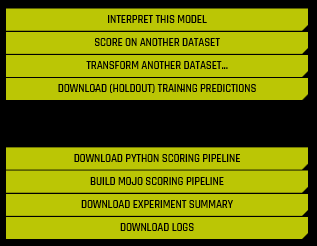 INTERPRET THIS MODEL
SCORE ON ANOTHER DATASET
TRANSFORM ANOTHER DATASET...
DOWNLOAD (HOLDOUT) TRAINING PREDICTIONS
DOWNLOAD PYTHON SCORING PIPELINE
BUILD MOJO SCORING PIPELINE
DOWNLOAD EXPERIMENT SUMMARY
DOWNLOAD LOGS